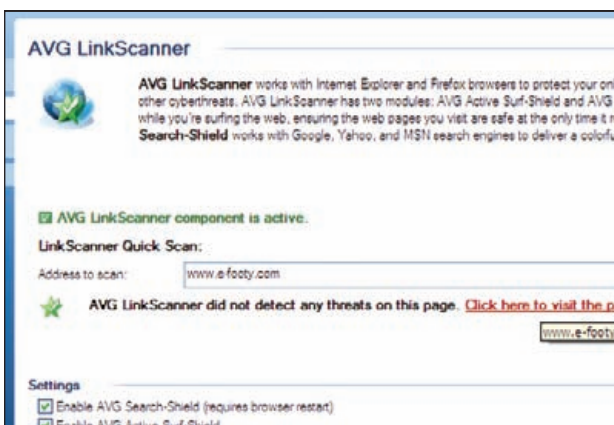 AVG LinkScanner
AVG LinkScanner works with Internet Explorer and Firefox browsers to protect your onl
other cyberthreats. AVG LinkScanner has two modules: AVG Active Surf-Shield and AVG
while you're surfing the web, ensuring the web pages you visit are safe at the only time it r
Search-Shield works with Google, Yahoo, and MSN search engines to deliver a colorfu
AVG LinkScanner component is active.
LinkScanner Quick Scan:
Address to scan: www.e-footy.com
AVG LinkScanner did not detect any threats on this page. Click here to visit the p
www.e-footy
Settings
Enable AVG Search-Shield (requires browser restart)
Enable AVG Active Surf-Shield